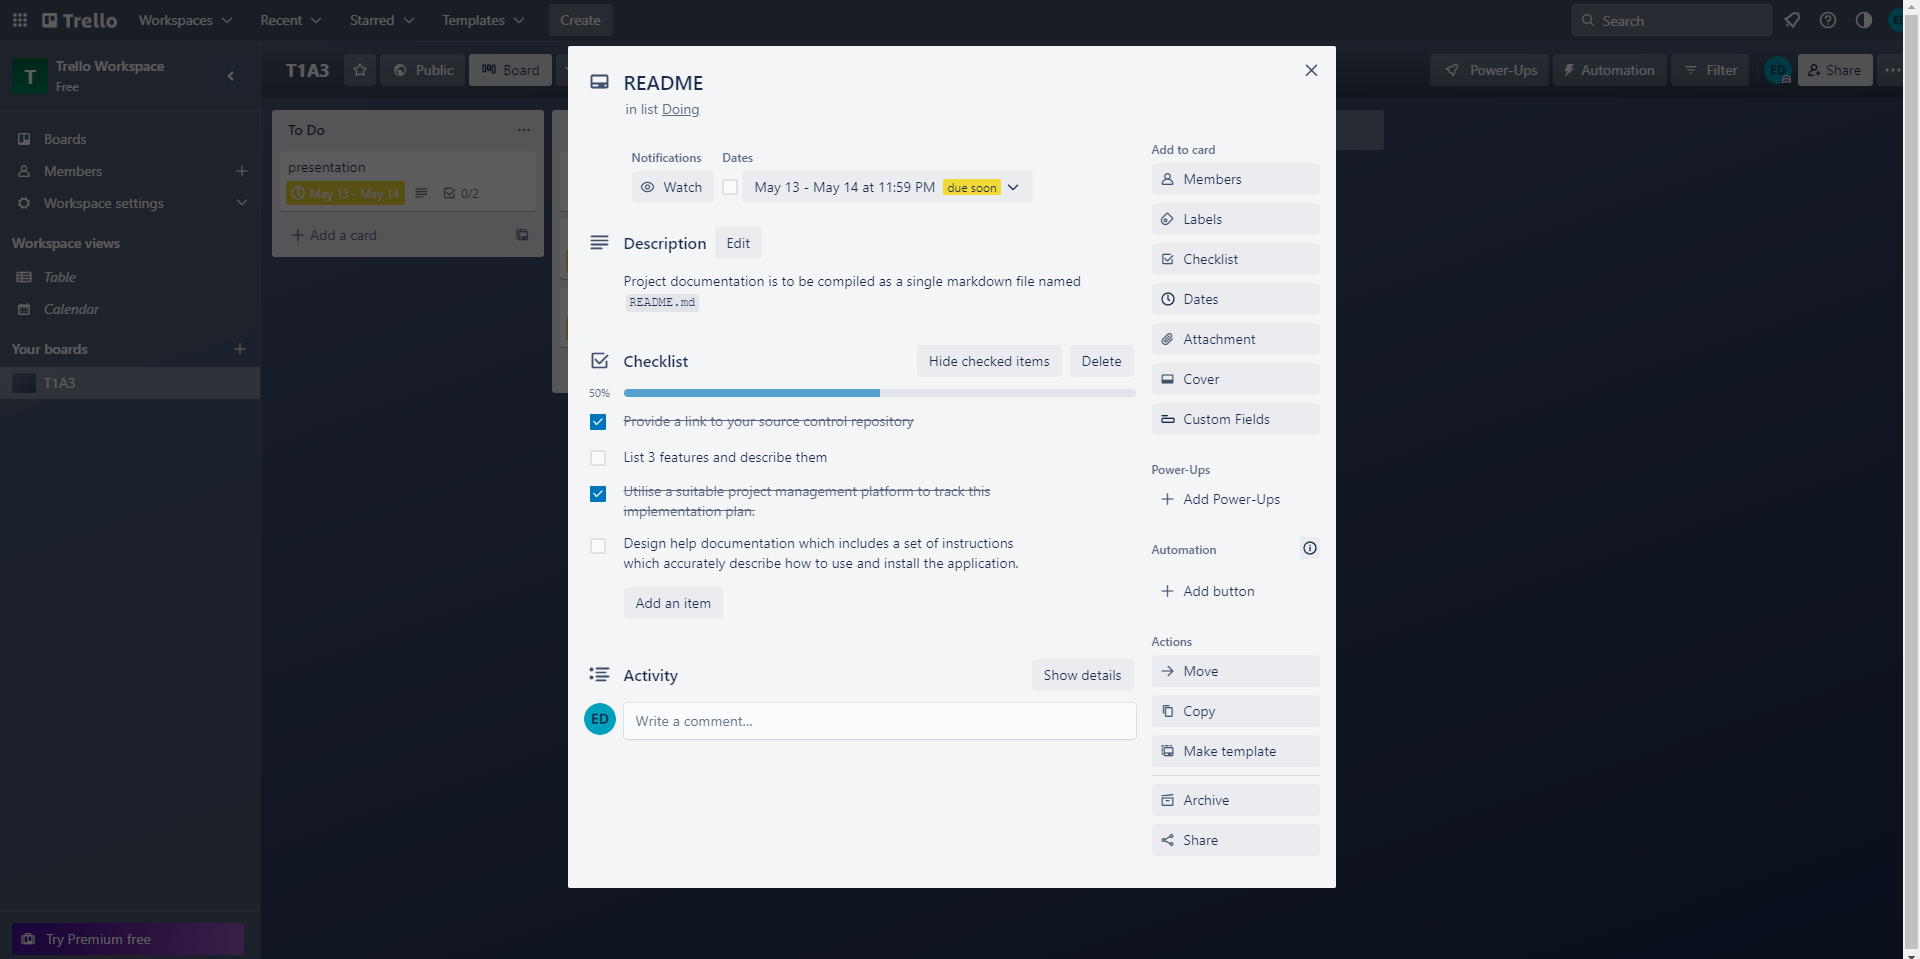 Trello
Workspaces
Recent
Starred
Templates
Create
Search
T
Trello Workspace
Free
T1A3
Public
Board
Power-Ups
Automation
Filter
ED
Share
Boards
Members
Workspace settings
Workspace views
Table
Calendar
Your boards
T1A3
Try Premium free
To Do
presentation
May 13 - May 14
0/2
Add a card
README
in list Doing
Notifications
Dates
Watch
May 13 - May 14 at 11:59 PM
due soon
Description
Edit
Project documentation is to be compiled as a single markdown file named
README.md
Checklist
Hide checked items
Delete
50%
Provide a link to your source control repository
List 3 features and describe them
Utilise a suitable project management platform to track this
implementation plan.
Design help documentation which includes a set of instructions
which accurately describe how to use and install the application.
Add an item
Activity
Show details
ED
Write a comment...
Add to card
Members
Labels
Checklist
Dates
Attachment
Cover
Custom Fields
Power-Ups
Add Power-Ups
Automation
Add button
Actions
Move
Copy
Make template
Archive
Share